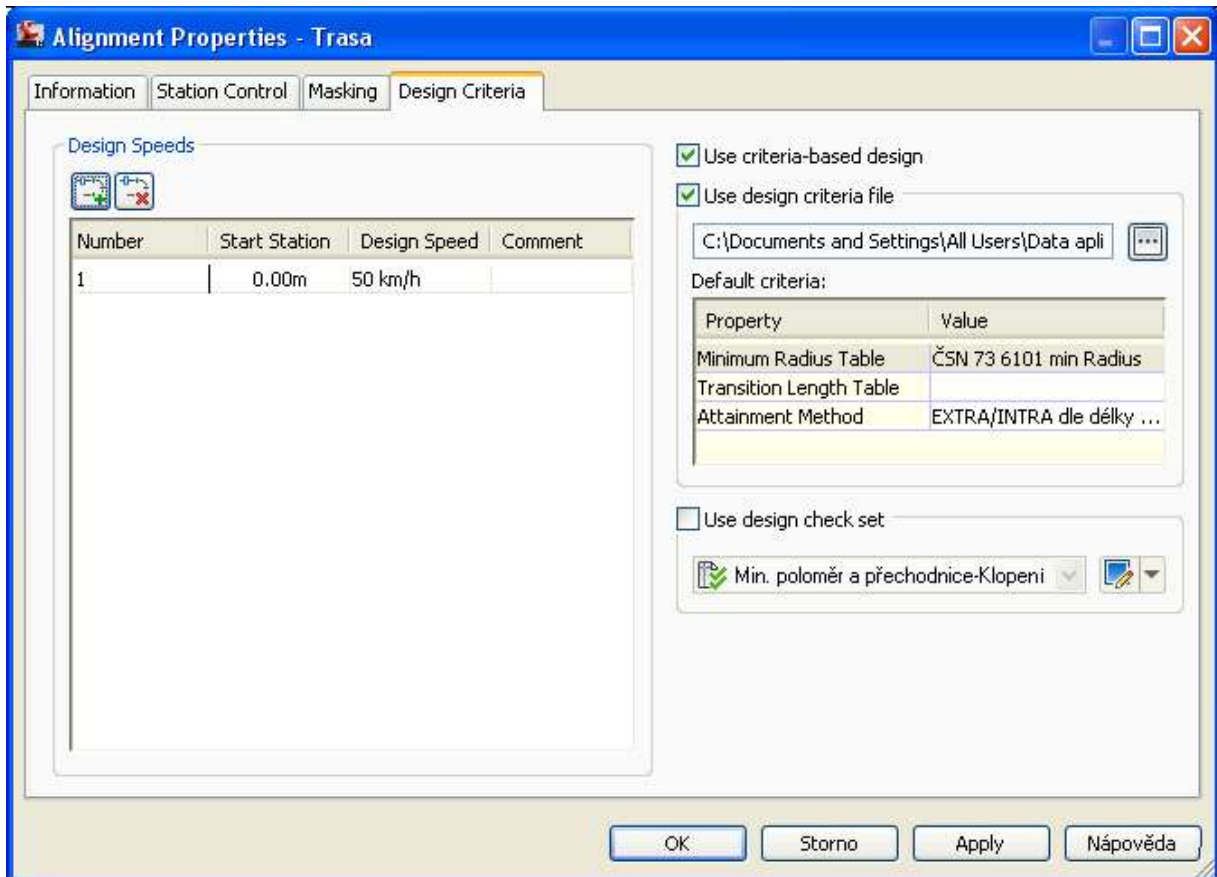 Alignment Properties - Trasa
Information Station Control Masking Design Criteria
Design Speeds
Number Start Station Design Speed Comment
1 0.00m 50 km/h
Use criteria-based design
Use design criteria file
C:\Documents and Settings\All Users\Data apli
Default criteria:
Property Value
Minimum Radius Table ČSN 73 6101 min Radius
Transition Length Table
Attainment Method EXTRA/INTRA dle délky ...
Use design check set
Min. poloměr a přechodnice-Klopení
OK Storno Apply Nápověda